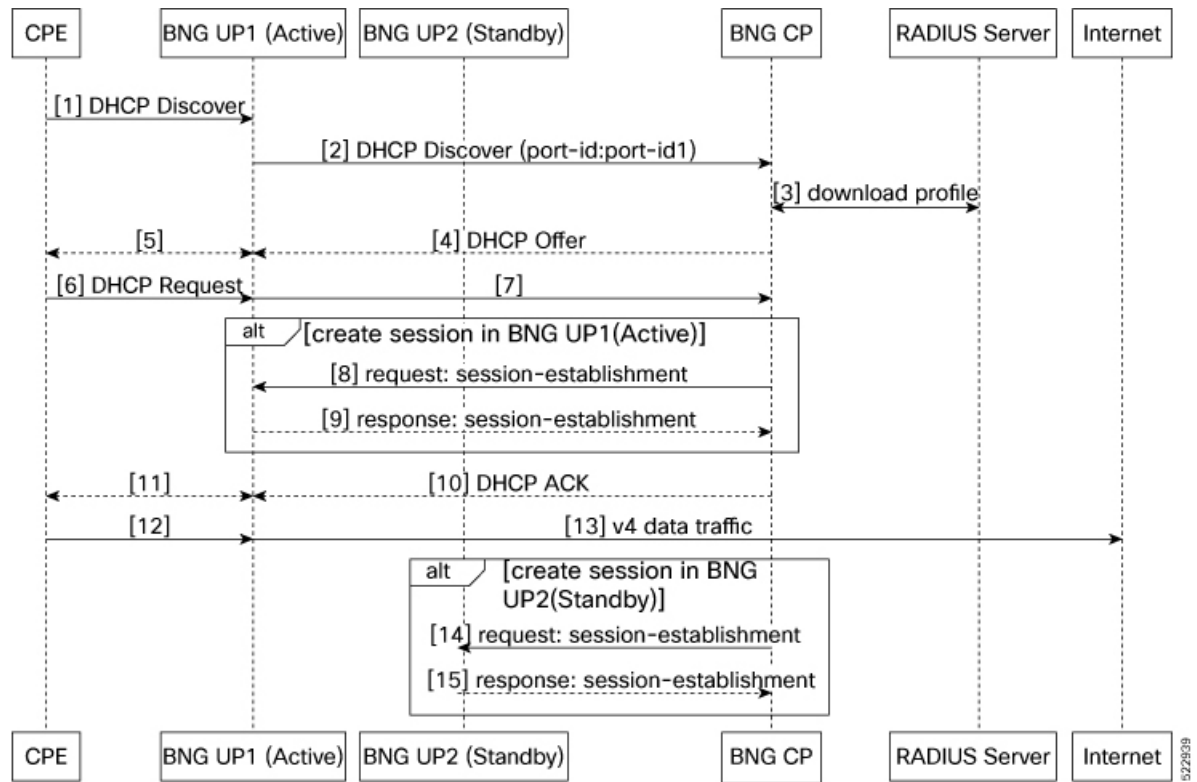 CPE
BNG UP1 (Active)
BNG UP2 (Standby)
BNG CP
RADIUS Server
Internet
[1] DHCP Discover
[2] DHCP Discover (port-id:port-id1)
[3] download profile
[5]
[4] DHCP Offer
[6] DHCP Request
[7]
alt
[create session in BNG UP1(Active)]
[8] request: session-establishment
[9] response: session-establishment
[11]
[10] DHCP ACK
[12]
[13] v4 data traffic
alt
[create session in BNG
UP2(Standby)]
[14] request: session-establishment
[15] response: session-establishment
CPE
BNG UP1 (Active)
BNG UP2 (Standby)
BNG CP
RADIUS Server
Internet